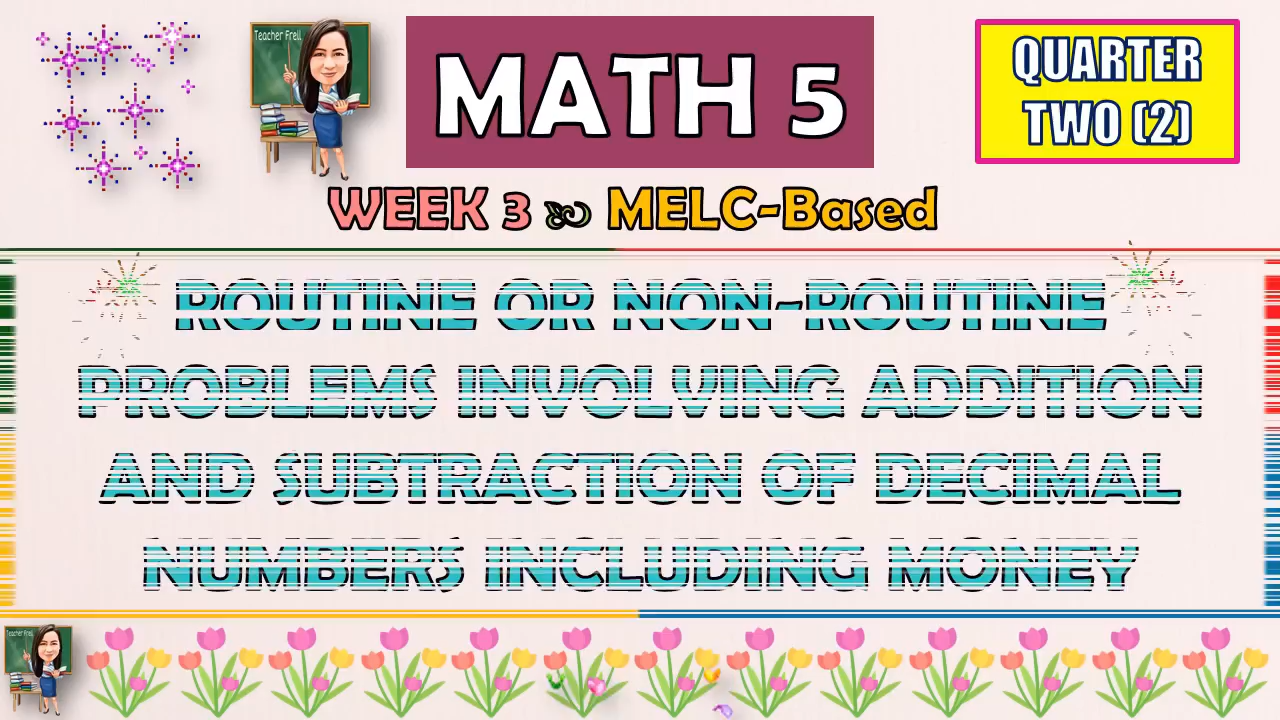 Teacher Frell
MATH 5
QUARTER
TWO (2)
WEEK 3 MELC-Based
ROUTINE OR NON-ROUTINE
PROBLEMS INVOLVING ADDITION
AND SUBTRACTION OF DECIMAL
NUMBERS INCLUDING MONEY
Teacher Frell